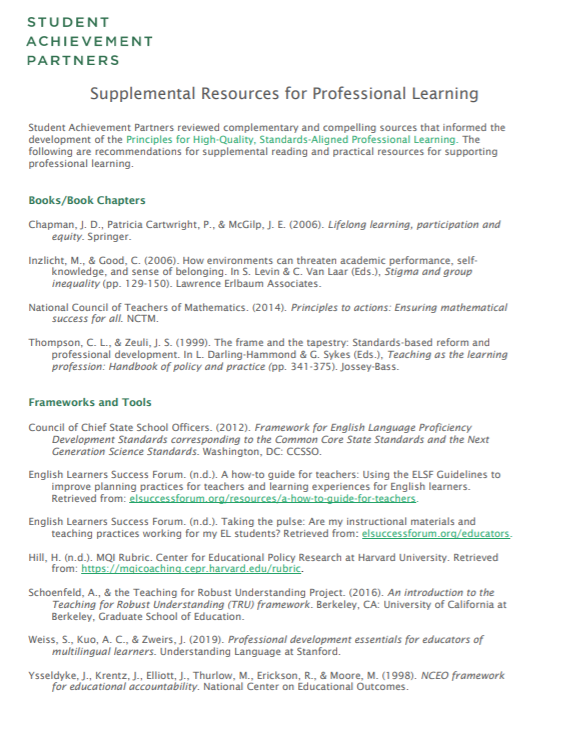 STUDENT
ACHIEVEMENT
PARTNERS
Supplemental Resources for Professional Learning
Student Achievement Partners reviewed complementary and compelling sources that informed the
development of the Principles for High-Quality, Standards-Aligned Professional Learning. The
following are recommendations for supplemental reading and practical resources for supporting
professional learning.
Books/Book Chapters
Chapman, J. D., Patricia Cartwright, P., & McGilp, J. E. (2006). Lifelong learning, participation and
equity. Springer.
Inzlicht, M., & Good, C. (2006). How environments can threaten academic performance, self-
knowledge, and sense of belonging. In S. Levin & C. Van Laar (Eds.), Stigma and group
inequality (pp. 129-150). Lawrence Erlbaum Associates.
National Council of Teachers of Mathematics. (2014). Principles to actions: Ensuring mathematical
success for all. NCTM.
Thompson, C. L., & Zeuli, J. S. (1999). The frame and the tapestry: Standards-based reform and
professional development. In L. Darling-Hammond & G. Sykes (Eds.), Teaching as the learning
profession: Handbook of policy and practice (pp. 341-375). Jossey-Bass.
Frameworks and Tools
Council of Chief State School Officers. (2012). Framework for English Language Proficiency
Development Standards corresponding to the Common Core State Standards and the Next
Generation Science Standards. Washington, DC: CCSSO.
English Learners Success Forum. (n.d.). A how-to guide for teachers: Using the ELSF Guidelines to
improve planning practices for teachers and learning experiences for English learners.
Retrieved from: elsuccessforum.org/resources/a-how-to-guide-for-teachers.
English Learners Success Forum. (n.d.). Taking the pulse: Are my instructional materials and
teaching practices working for my EL students? Retrieved from: elsuccessforum.org/educators.
Hill, H. (n.d.). MQI Rubric. Center for Educational Policy Research at Harvard University. Retrieved
from: https://mqicoaching.cepr.harvard.edu/rubric.
Schoenfeld, A., & the Teaching for Robust Understanding Project. (2016). An introduction to the
Teaching for Robust Understanding (TRU) framework. Berkeley, CA: University of California at
Berkeley, Graduate School of Education.
Weiss, S., Kuo, A. C., & Zweirs, J. (2019). Professional development essentials for educators of
multilingual learners. Understanding Language at Stanford.
Ysseldyke, J., Krentz, J., Elliott, J., Thurlow, M., Erickson, R., & Moore, M. (1998). NCEO framework
for educational accountability. National Center on Educational Outcomes.